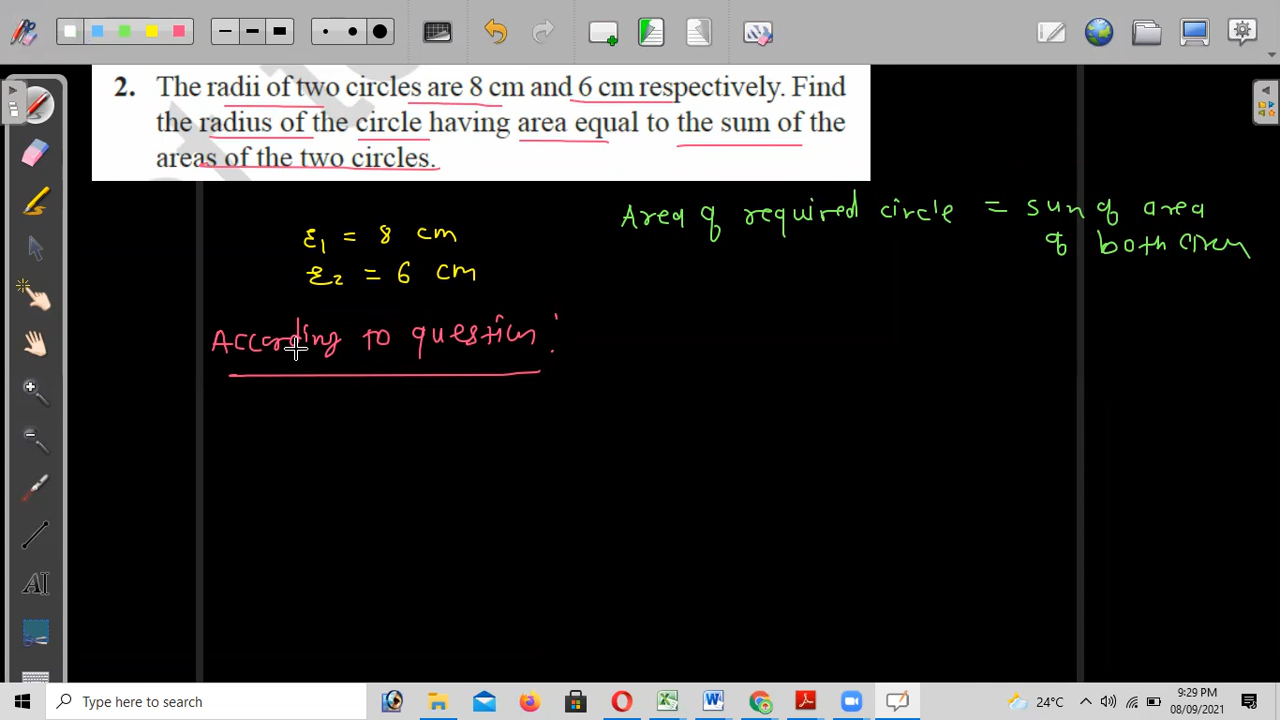 2. The radii of two circles are 8 cm and 6 cm respectively. Find
the radius of the circle having area equal to the sum of the
areas of the two circles.
Area of required circle = sum of area
of both
r1 = 8 cm
r2 = 6 cm
According to question:
AI
Type here to search
24°C
9:29 PM
08/09/2021